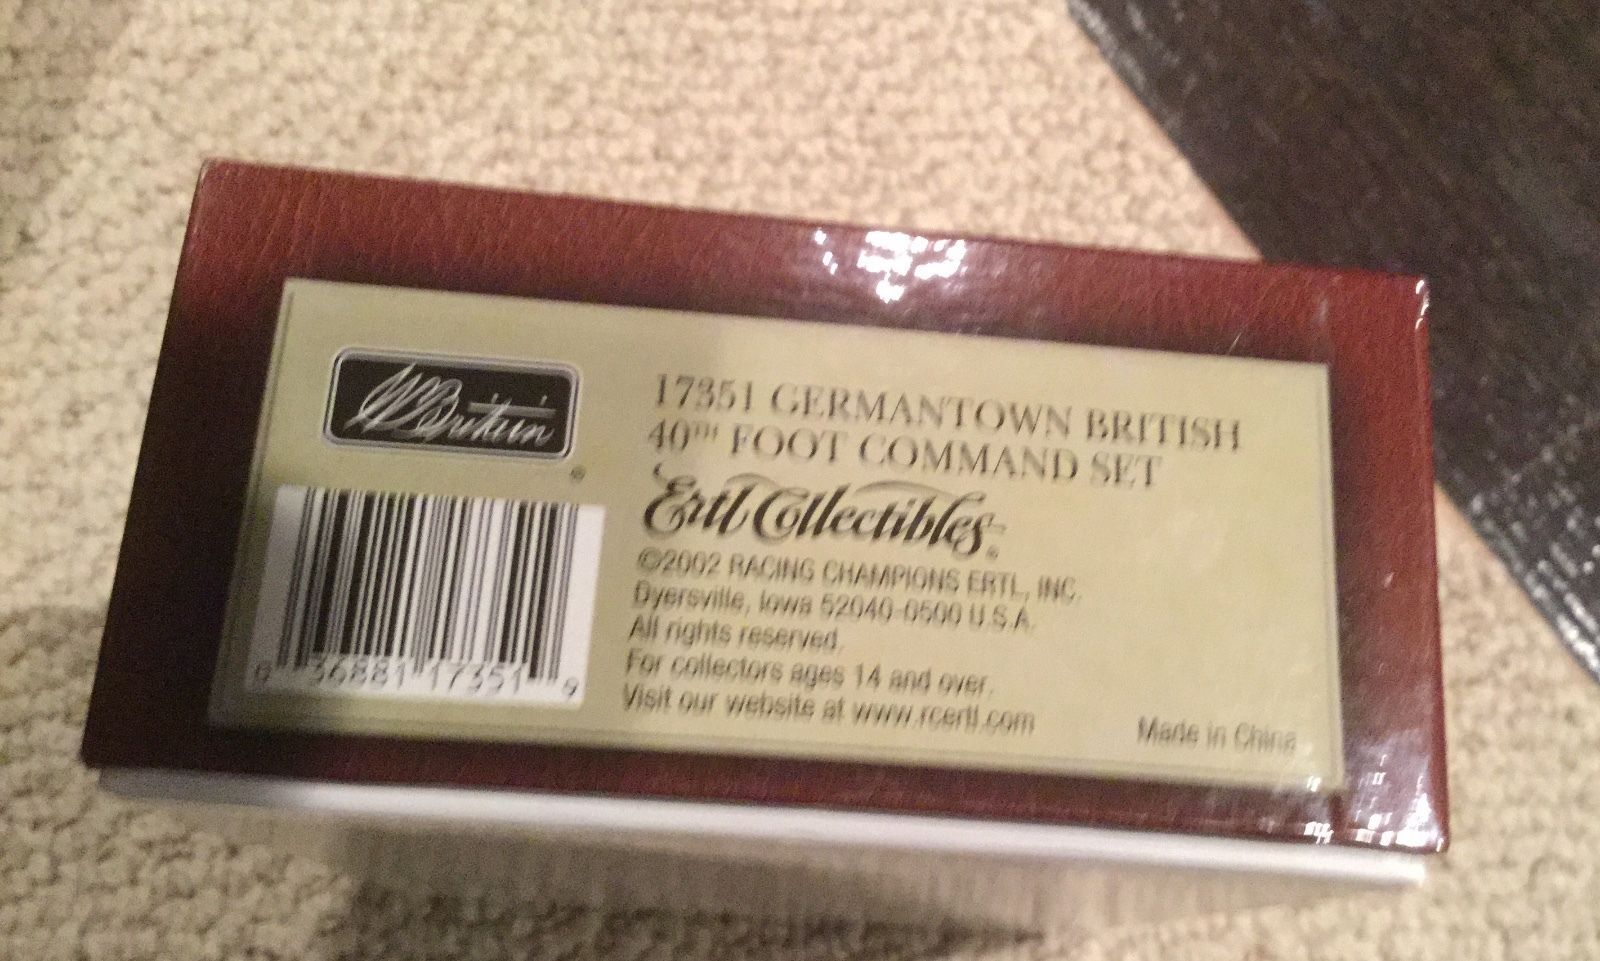 W Britain
®
17351 GERMANTOWN BRITISH
40TH FOOT COMMAND SET
Ertl Collectibles®
©2002 RACING CHAMPIONS ERTL, INC.
Dyersville, Iowa 52040-0500 U.S.A.
All rights reserved.
For collectors ages 14 and over.
Visit our website at www.rcertl.com
Made in China
0 36881 17351 9